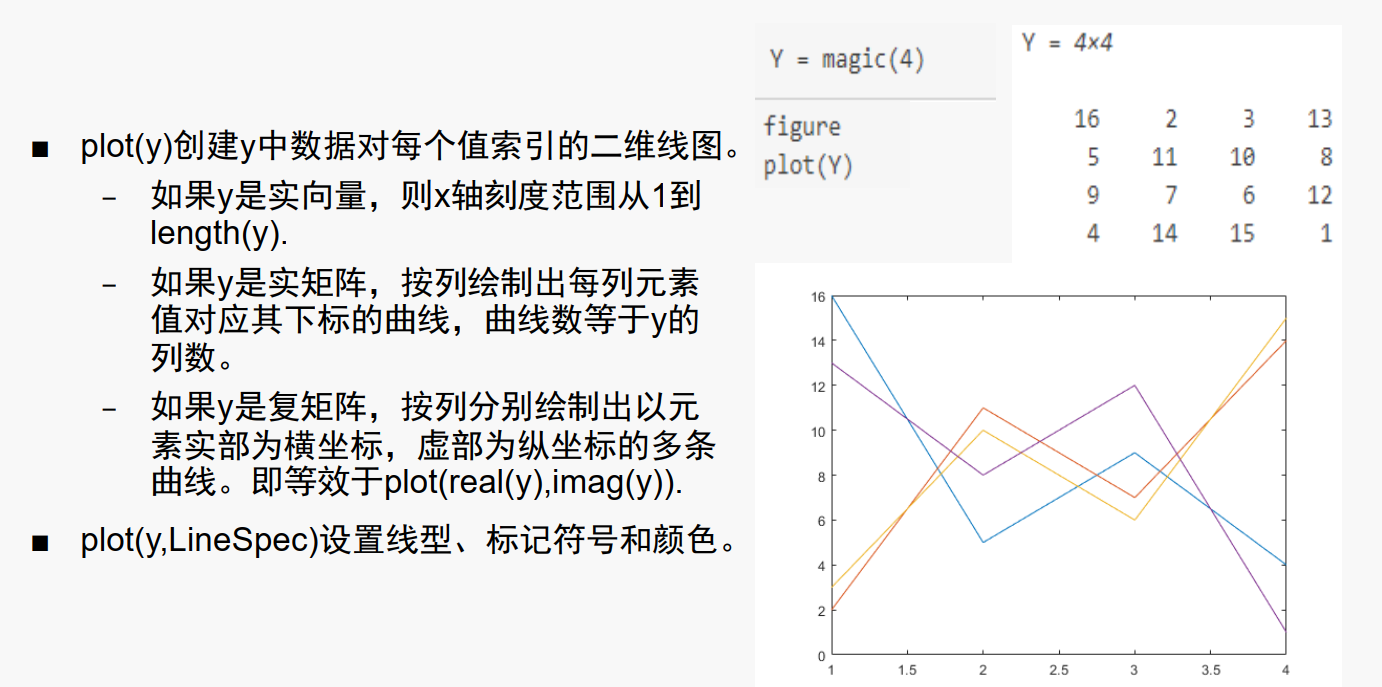 ■ plot(y)创建y中数据对每个值索引的二维线图。
– 如果y是实向量，则x轴刻度范围从1到
length(y).
– 如果y是实矩阵，按列绘制出每列元素
值对应其下标的曲线，曲线数等于y的
列数。
– 如果y是复矩阵，按列分别绘制出以元
素实部为横坐标，虚部为纵坐标的多条
曲线。即等效于plot(real(y),imag(y)).
■ plot(y,LineSpec)设置线型、标记符号和颜色。
Y = magic(4)
figure
plot(Y)
Y = 4×4
16 2 3 13
5 11 10 8
9 7 6 12
4 14 15 1
16
14
12
10
8
6
4
2
0
1 1.5 2 2.5 3 3.5 4